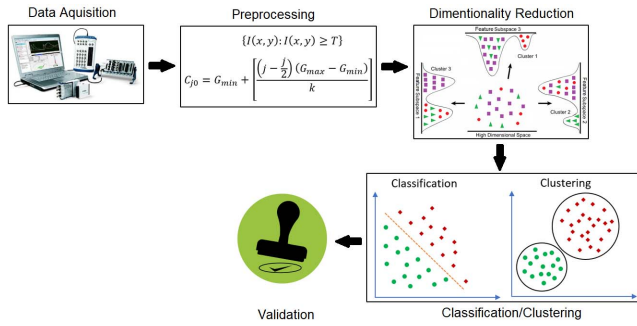 Data Aquisition
Preprocessing
Dimentionality Reduction
{I(x, y): I(x, y) ≥ T}
C_{j0} = G_{min} + [(j − j/2)(G_{max} − G_{min})/k]
Feature Subspace 3
Cluster 1
Cluster 3
Feature Subspace 1
Cluster 2
Feature Subspace 2
High Dimensional Space
Classification
Clustering
Validation
Classification/Clustering